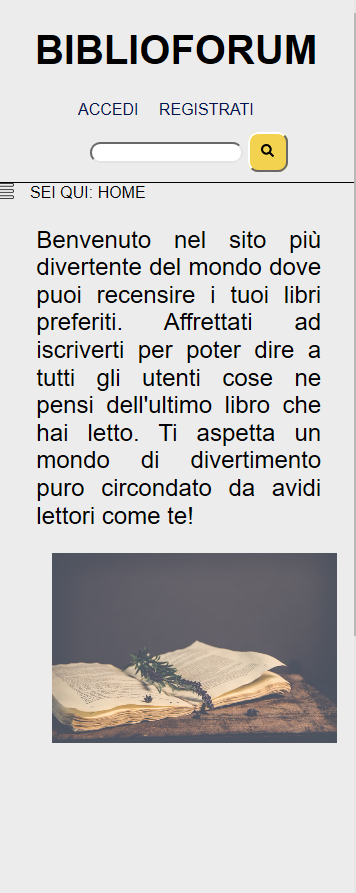 BIBLIOFORUM
ACCEDI REGISTRATI
SEI QUI: HOME
Benvenuto nel sito più
divertente del mondo dove
puoi recensire i tuoi libri
preferiti. Affrettati ad
iscriverti per poter dire a
tutti gli utenti cose ne
pensi dell'ultimo libro che
hai letto. Ti aspetta un
mondo di divertimento
puro circondato da avidi
lettori come te!